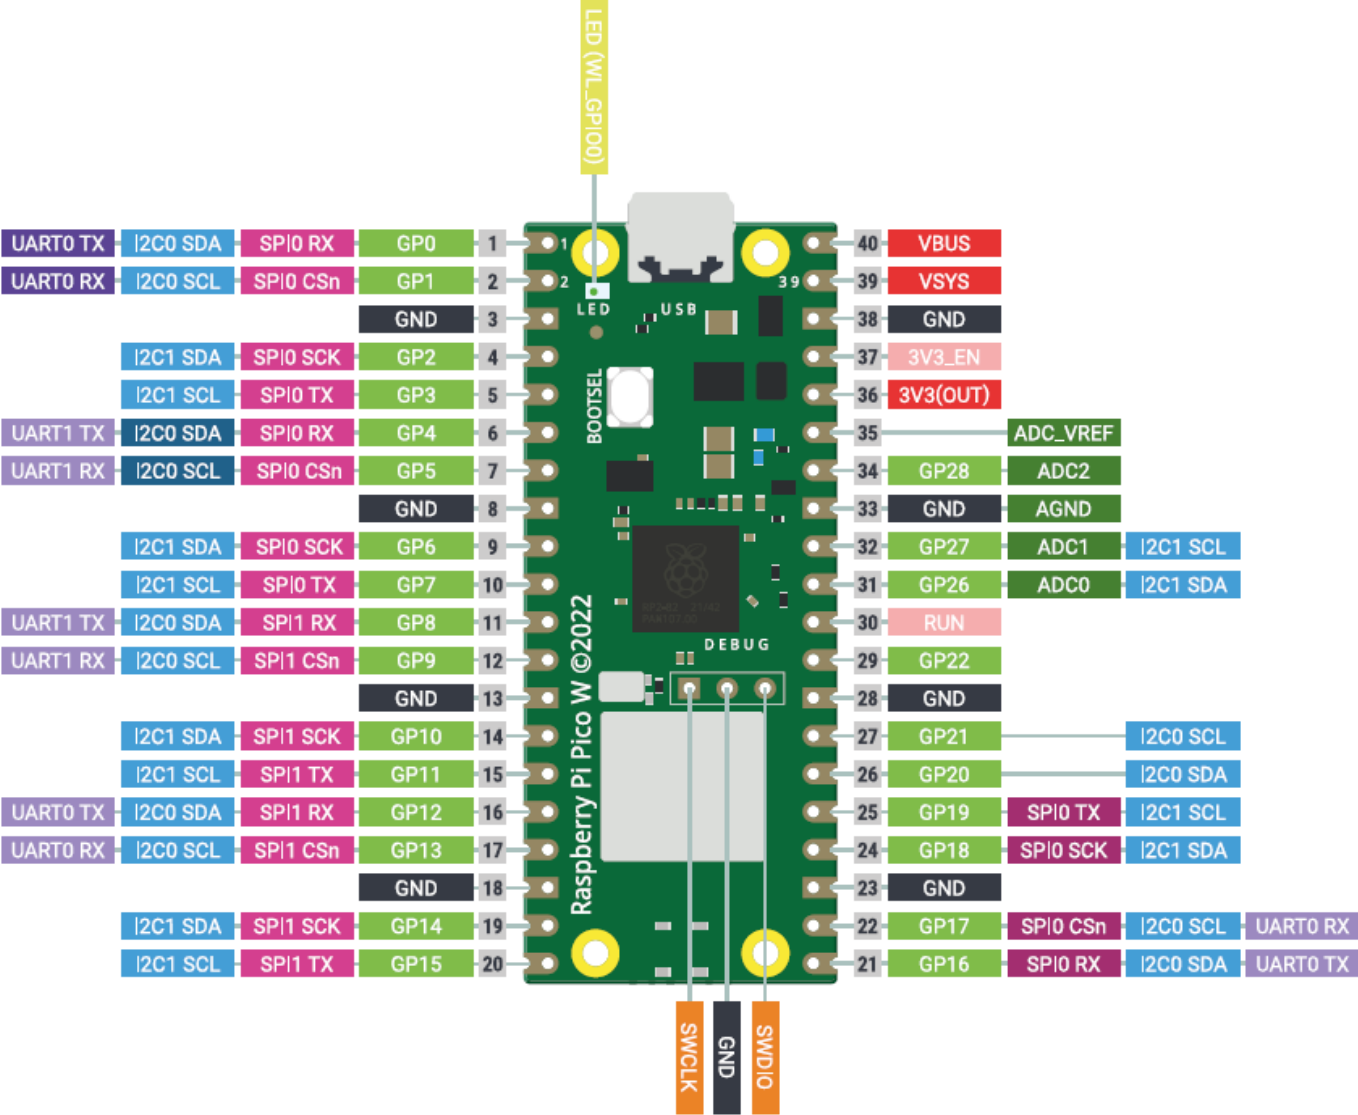 LED (WL_GPIO0)
UART0 TX I2C0 SDA SPI0 RX GP0 1 1 40 VBUS
UART0 RX I2C0 SCL SPI0 CSn GP1 2 2 39 39 VSYS
LED USB
GND 3 38 GND
I2C1 SDA SPI0 SCK GP2 4 37 3V3_EN
I2C1 SCL SPI0 TX GP3 5 36 3V3(OUT)
BOOTSEL
UART1 TX I2C0 SDA SPI0 RX GP4 6 35 ADC_VREF
UART1 RX I2C0 SCL SPI0 CSn GP5 7 34 GP28 ADC2
GND 8 33 GND AGND
I2C1 SDA SPI0 SCK GP6 9 32 GP27 ADC1 I2C1 SCL
I2C1 SCL SPI0 TX GP7 10 31 GP26 ADC0 I2C1 SDA
UART1 TX I2C0 SDA SPI1 RX GP8 11 30 RUN
DEBUG
UART1 RX I2C0 SCL SPI1 CSn GP9 12 29 GP22
GND 13 28 GND
I2C1 SDA SPI1 SCK GP10 14 27 GP21 I2C0 SCL
Raspberry Pi Pico W ©2022
I2C1 SCL SPI1 TX GP11 15 26 GP20 I2C0 SDA
UART0 TX I2C0 SDA SPI1 RX GP12 16 25 GP19 SPI0 TX I2C1 SCL
UART0 RX I2C0 SCL SPI1 CSn GP13 17 24 GP18 SPI0 SCK I2C1 SDA
GND 18 23 GND
I2C1 SDA SPI1 SCK GP14 19 22 GP17 SPI0 CSn I2C0 SCL UART0 RX
I2C1 SCL SPI1 TX GP15 20 21 GP16 SPI0 RX I2C0 SDA UART0 TX
SWCLK GND SWDIO